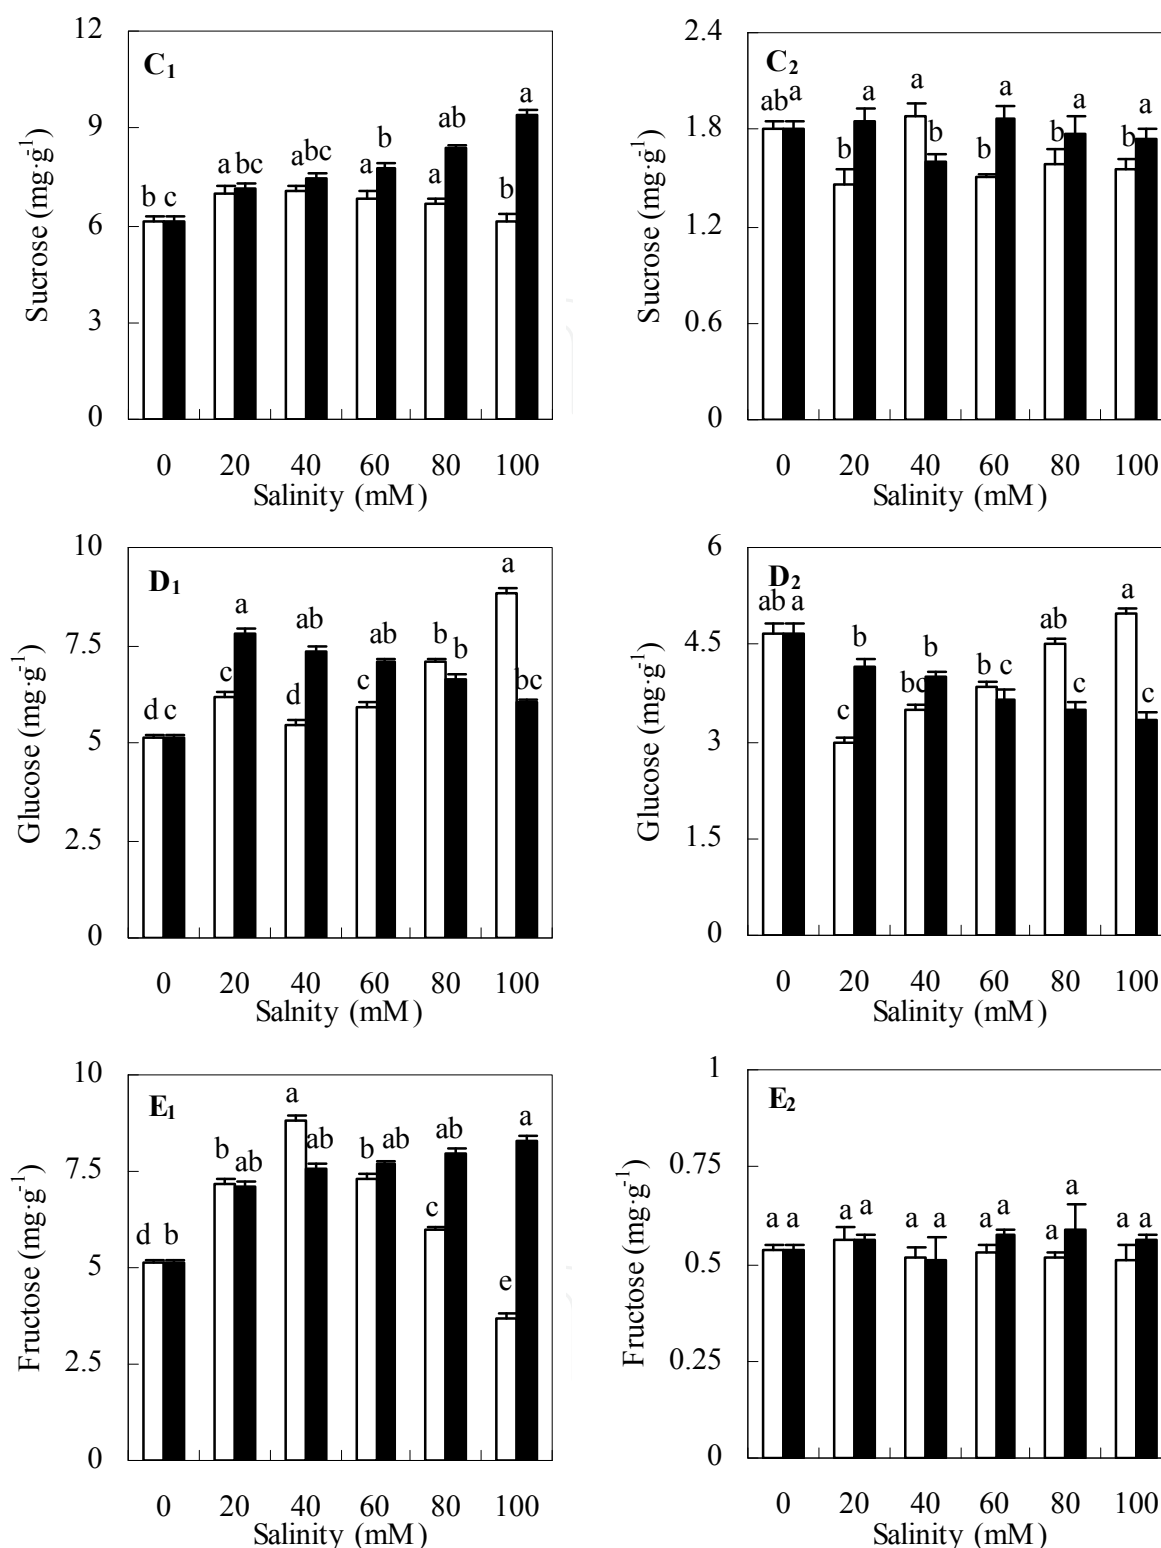 C1
12
9
6
3
0
Sucrose (mg·g-1)
b c a bc a abc a b a ab b a
0 20 40 60 80 100
Salinity (mM)
C2
2.4
1.8
1.2
0.6
0
Sucrose (mg·g-1)
ab a b a a b b a b a b a
0 20 40 60 80 100
Salinity (mM)
D1
10
7.5
5
2.5
0
Glucose (mg·g-1)
d c c a d ab c ab b b a bc
0 20 40 60 80 100
Salnity (mM)
D2
6
4.5
3
1.5
0
Glucose (mg·g-1)
ab a c b bc b b c ab c a c
0 20 40 60 80 100
Salinity (mM)
E1
10
7.5
5
2.5
0
Fructose (mg·g-1)
d b b ab a ab b ab c ab e a
0 20 40 60 80 100
Salinity (mM)
E2
1
0.75
0.5
0.25
0
Fructose (mg·g-1)
a a a a a a a a a a a a
0 20 40 60 80 100
Salinity (mM)